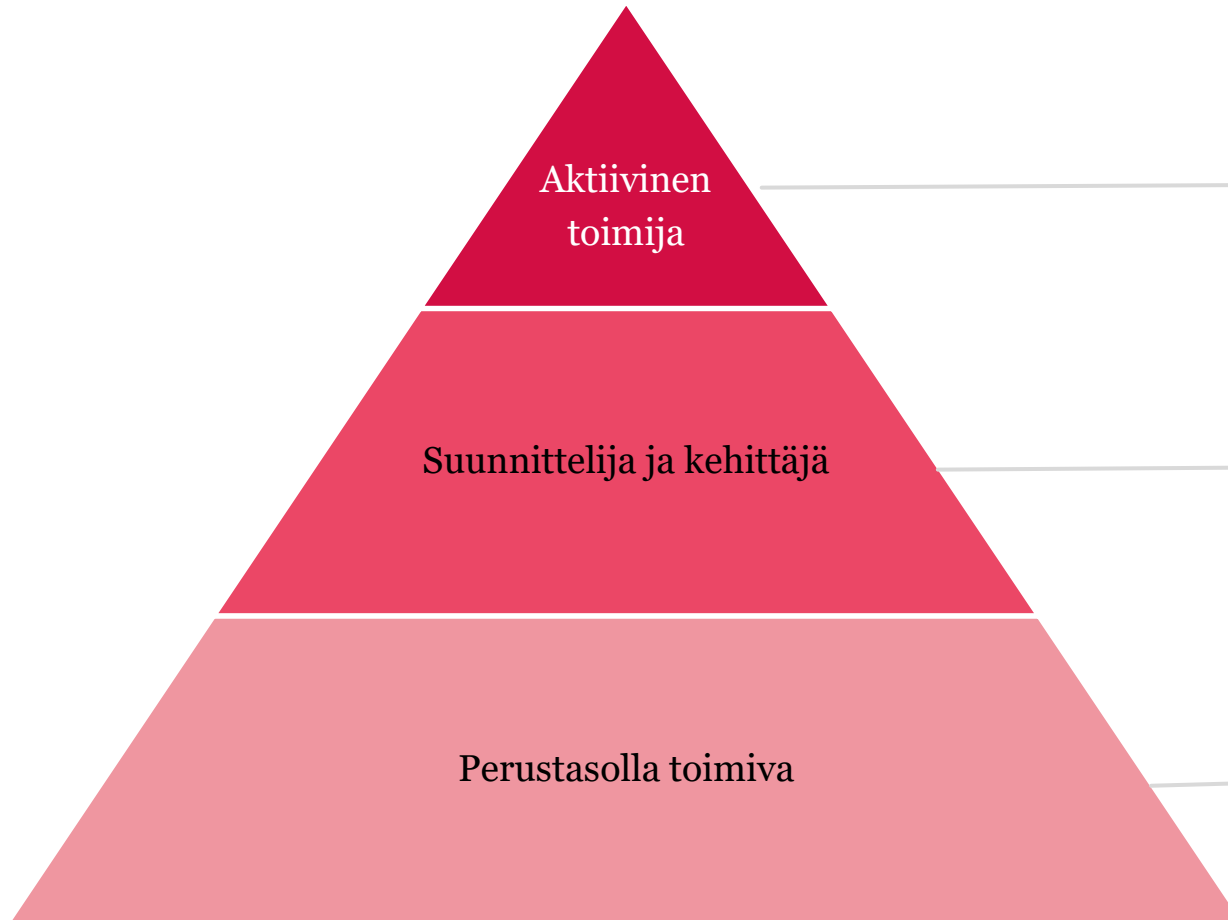 Aktiivinen
toimija
Suunnittelija ja kehittäjä
Perustasolla toimiva